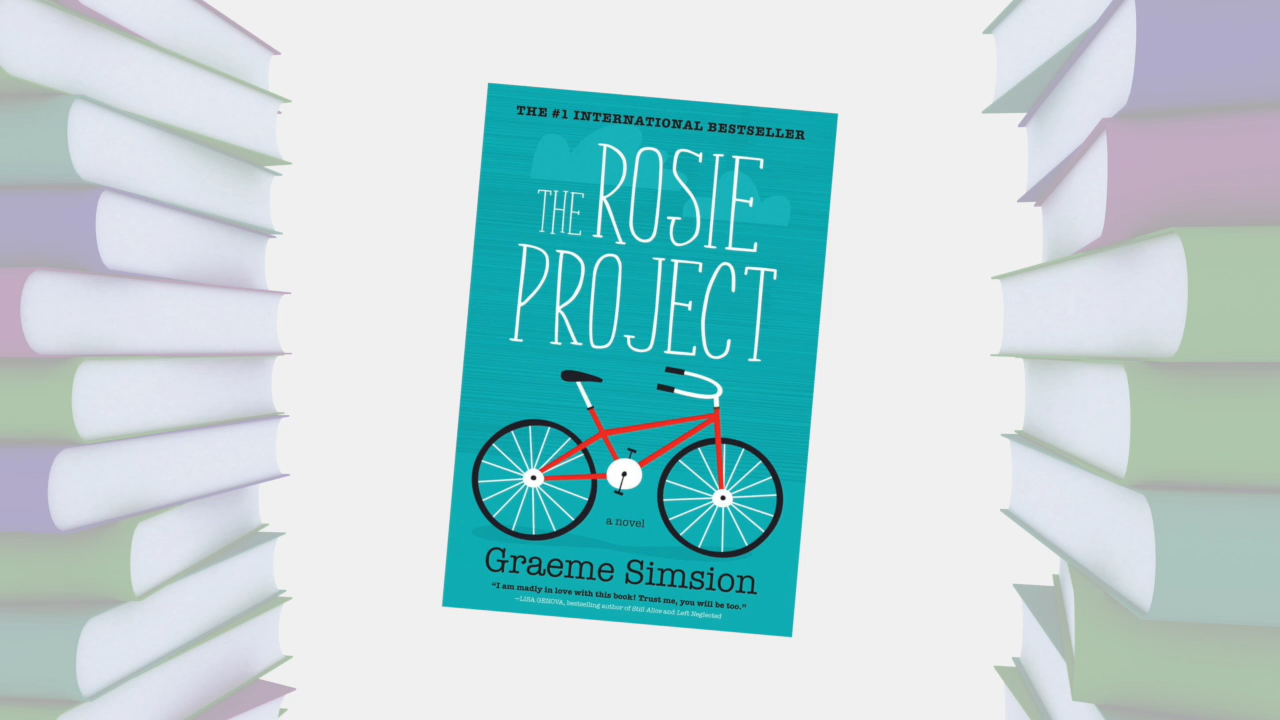 THE #1 INTERNATIONAL BESTSELLER
THE ROSIE
PROJECT
a novel
Graeme Simsion
“I am madly in love with this book! Trust me, you will be too.”
—LISA GENOVA, bestselling author of Still Alice and Left Neglected